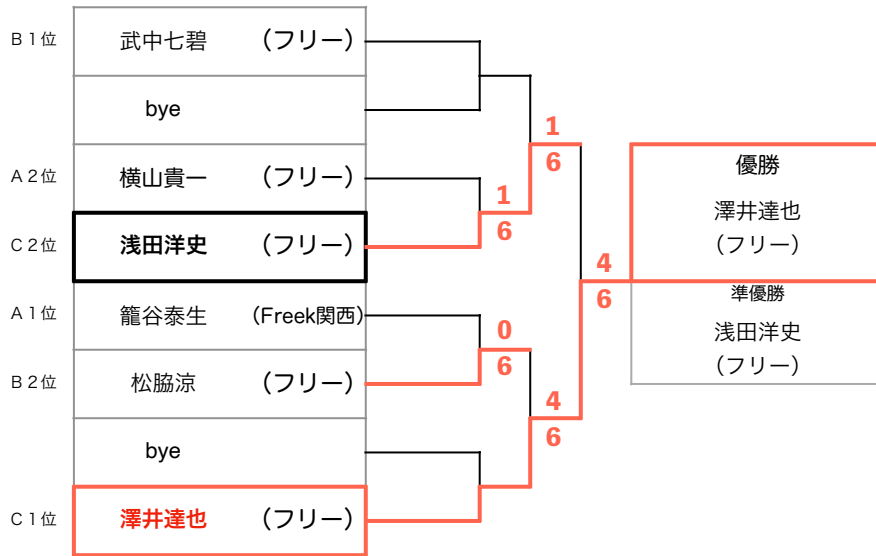 B1位 武中七碧 (フリー)
bye
A2位 横山貴一 (フリー)
C2位 浅田洋史 (フリー)
A1位 籠谷泰生 (Freek関西)
B2位 松脇涼 (フリー)
bye
C1位 澤井達也 (フリー)
1
6
0
6
1
6
4
6
4
6
優勝
澤井達也
(フリー)
準優勝
浅田洋史
(フリー)